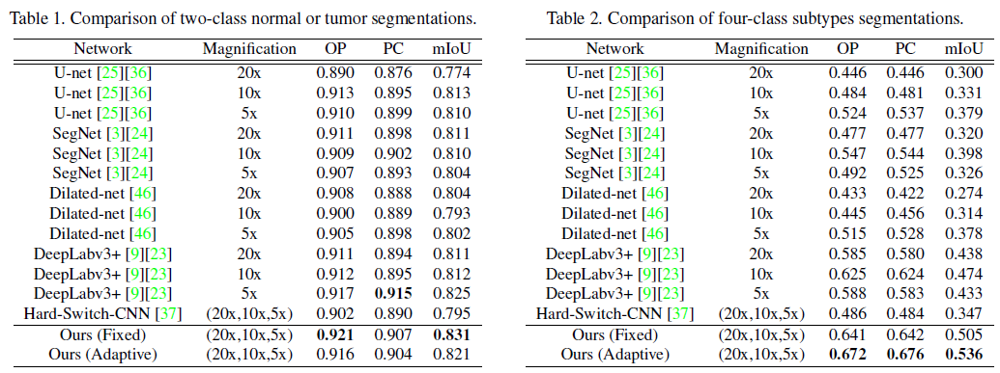 Table 1. Comparison of two-class normal or tumor segmentations.
Network Magnification OP PC mIoU
U-net [25][36] 20x 0.890 0.876 0.774
U-net [25][36] 10x 0.913 0.895 0.813
U-net [25][36] 5x 0.910 0.899 0.810
SegNet [3][24] 20x 0.911 0.898 0.811
SegNet [3][24] 10x 0.909 0.902 0.810
SegNet [3][24] 5x 0.907 0.893 0.804
Dilated-net [46] 20x 0.908 0.888 0.804
Dilated-net [46] 10x 0.900 0.889 0.793
Dilated-net [46] 5x 0.905 0.898 0.802
DeepLabv3+ [9][23] 20x 0.911 0.894 0.811
DeepLabv3+ [9][23] 10x 0.912 0.895 0.812
DeepLabv3+ [9][23] 5x 0.917 0.915 0.825
Hard-Switch-CNN [37] (20x,10x,5x) 0.902 0.890 0.795
Ours (Fixed) (20x,10x,5x) 0.921 0.907 0.831
Ours (Adaptive) (20x,10x,5x) 0.916 0.904 0.821
Table 2. Comparison of four-class subtypes segmentations.
Network Magnification OP PC mIoU
U-net [25][36] 20x 0.446 0.446 0.300
U-net [25][36] 10x 0.484 0.481 0.331
U-net [25][36] 5x 0.524 0.537 0.379
SegNet [3][24] 20x 0.477 0.477 0.320
SegNet [3][24] 10x 0.547 0.544 0.398
SegNet [3][24] 5x 0.492 0.525 0.326
Dilated-net [46] 20x 0.433 0.422 0.274
Dilated-net [46] 10x 0.445 0.456 0.314
Dilated-net [46] 5x 0.515 0.528 0.378
DeepLabv3+ [9][23] 20x 0.585 0.580 0.438
DeepLabv3+ [9][23] 10x 0.625 0.624 0.474
DeepLabv3+ [9][23] 5x 0.588 0.583 0.433
Hard-Switch-CNN [37] (20x,10x,5x) 0.486 0.484 0.347
Ours (Fixed) (20x,10x,5x) 0.641 0.642 0.505
Ours (Adaptive) (20x,10x,5x) 0.672 0.676 0.536